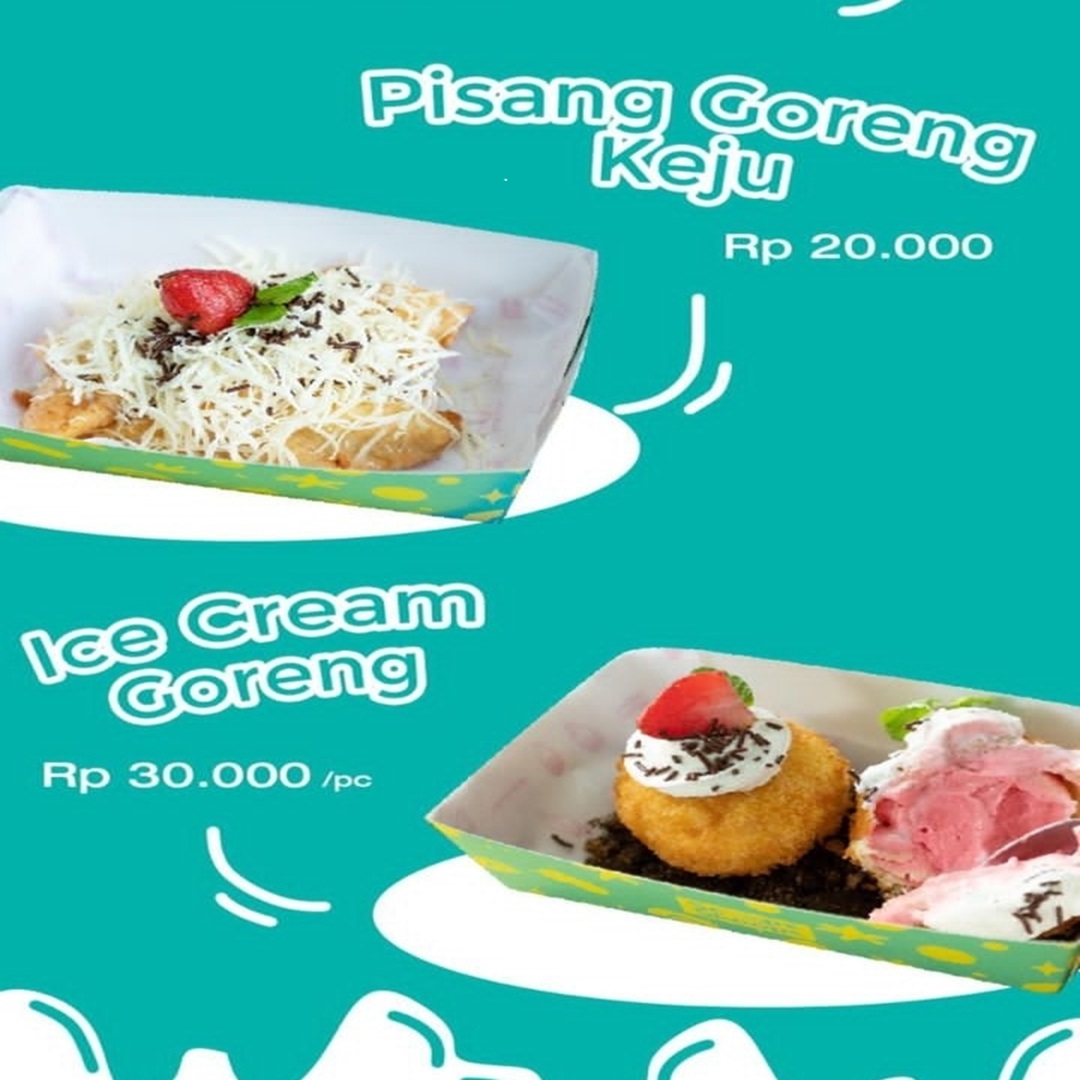 Pisang Goreng
Keju
Rp 20.000
Ice Cream
Goreng
Rp 30.000 /pc